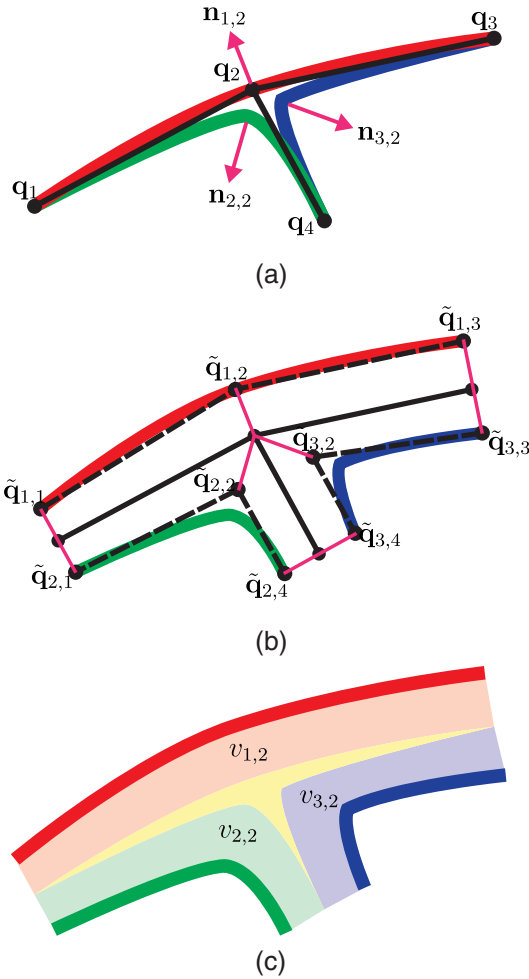 n1,2
q3
q2
n3,2
q1
n2,2
q4
(a)
q̃1,3
q̃1,2
q3,2
q̃3,3
q̃2,2
q̃1,1
q̃3,4
q̃2,1
q̃2,4
(b)
v1,2
v3,2
v2,2
(c)